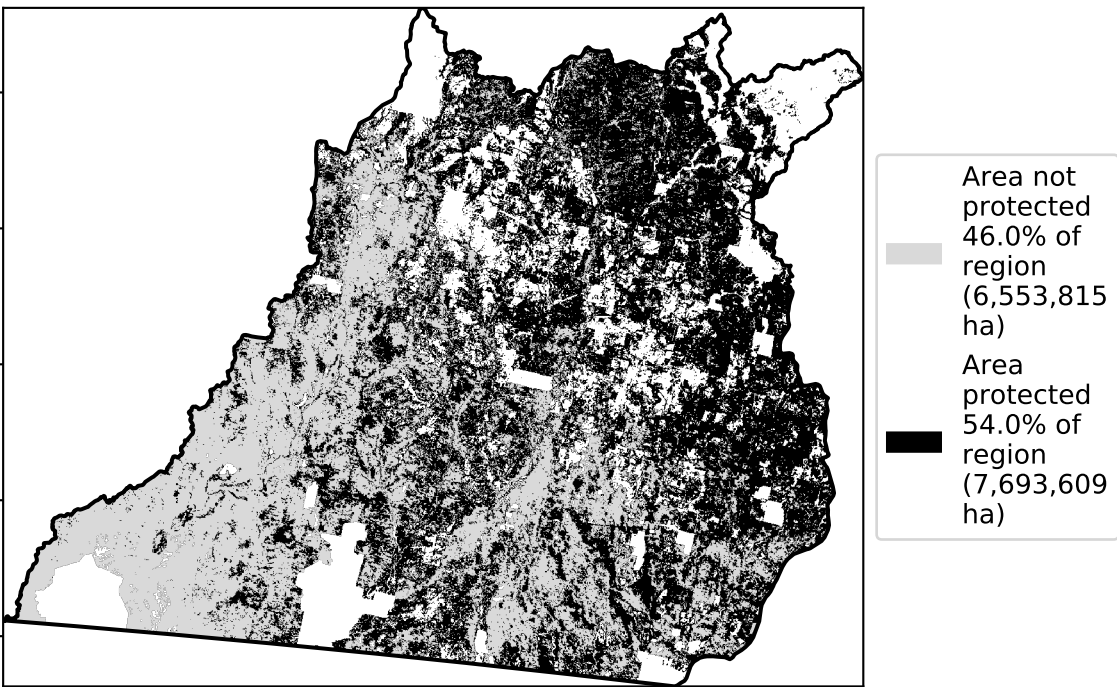 Area not
protected
46.0% of
region
(6,553,815
ha)
Area
protected
54.0% of
region
(7,693,609
ha)